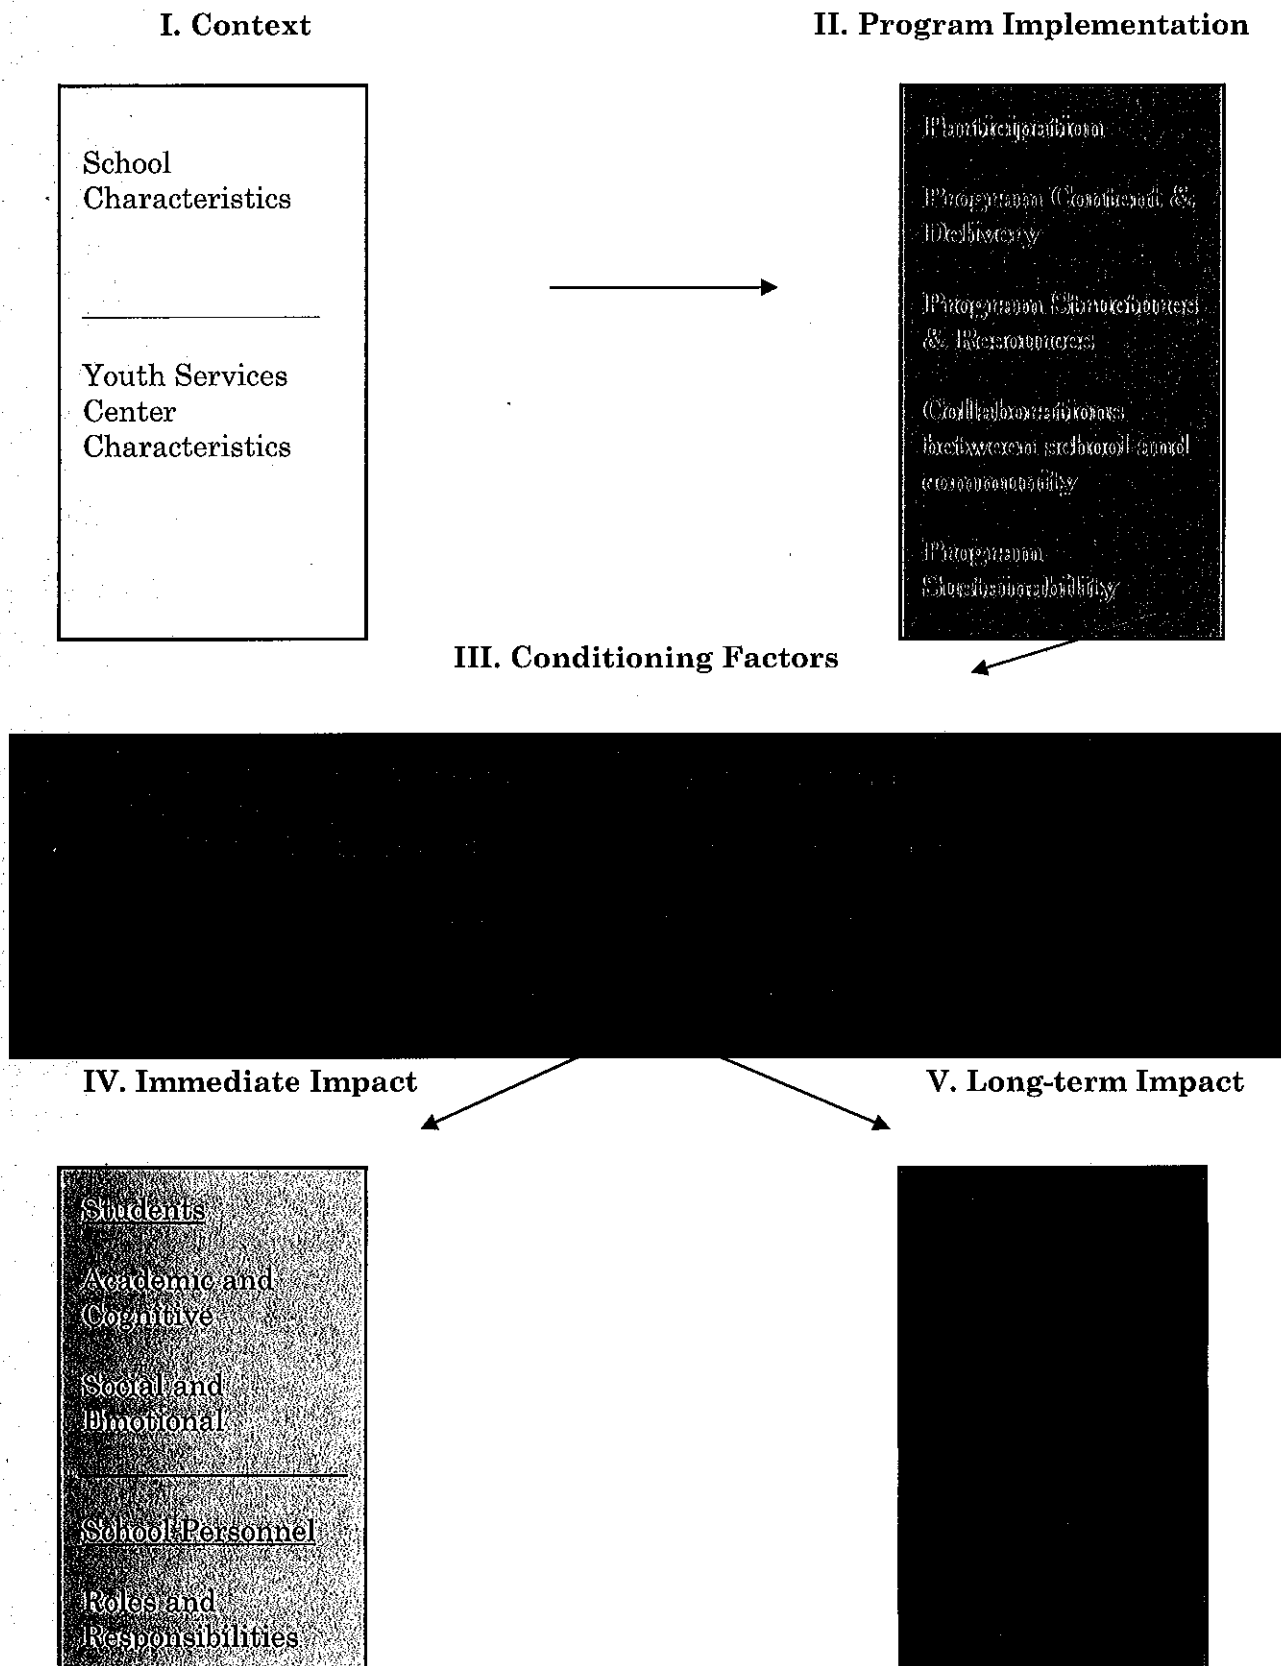 I. Context
II. Program Implementation
School
Characteristics
Youth Services
Center
Characteristics
Participation
Program Content &
Delivery
Program Structures
& Resources
Collaborations
between school and
community
Program
Sustainability
III. Conditioning Factors
IV. Immediate Impact
V. Long-term Impact
Students
Academic and
Cognitive
Social and
Emotional
School Personnel
Roles and
Responsibilities